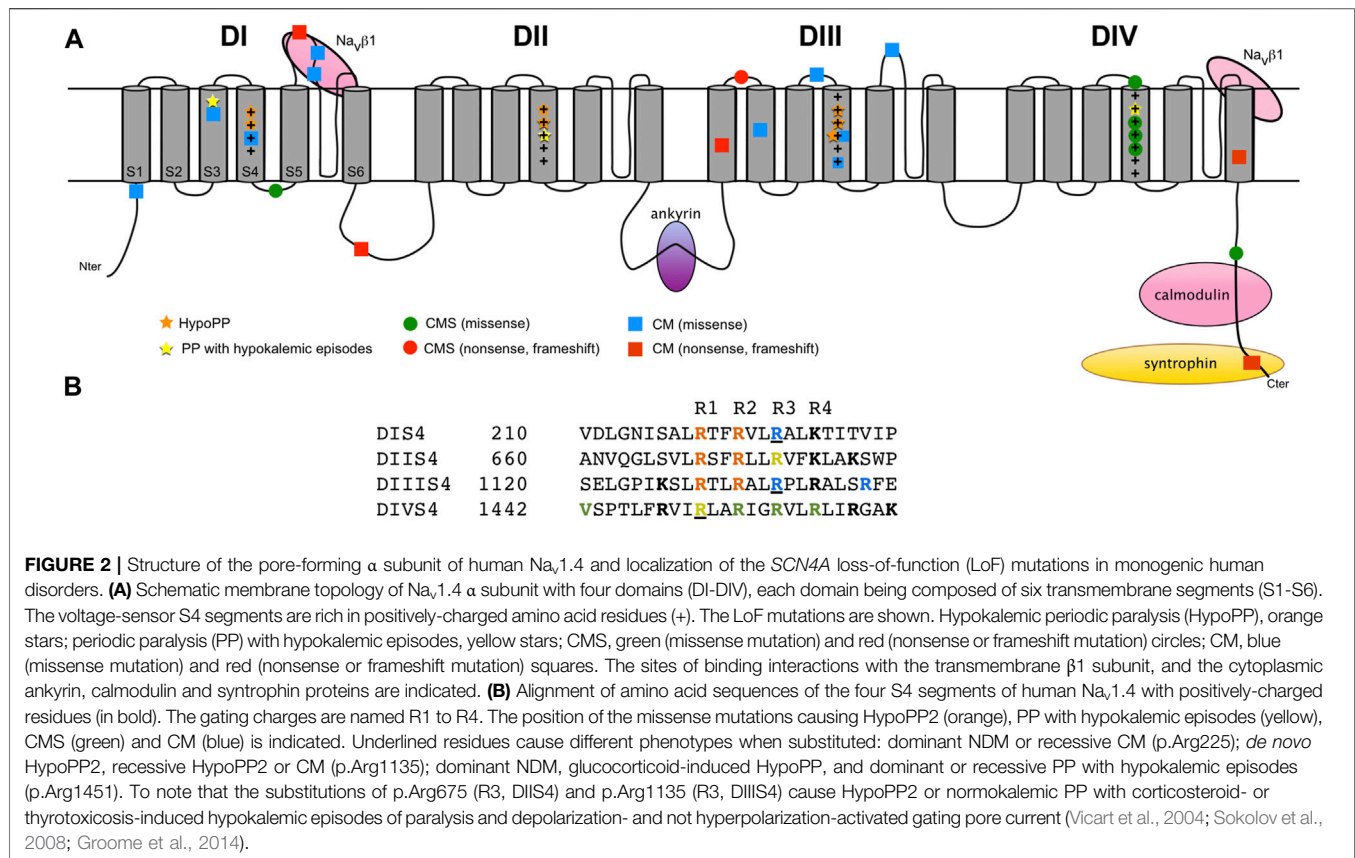 A
DI
DII
DIII
DIV
Navβ1
Navβ1
S1 S2 S3 S4 S5 S6
Nter
ankyrin
calmodulin
syntrophin
Cter
HypoPP
PP with hypokalemic episodes
CMS (missense)
CMS (nonsense, frameshift)
CM (missense)
CM (nonsense, frameshift)
B
R1 R2 R3 R4
DIS4 210 VDLGNISALRTFRVLRALKTITVIP
DIIS4 660 ANVQGLSVLRSFRLLRVFKLAKSWP
DIIIS4 1120 SELGPIKSLRTLRALRPLRALSRFE
DIVS4 1442 VSPTLFRVIRLARIGRVLRLIRGAK
FIGURE 2 | Structure of the pore-forming α subunit of human Nav1.4 and localization of the SCN4A loss-of-function (LoF) mutations in monogenic human
disorders. (A) Schematic membrane topology of Nav1.4 α subunit with four domains (DI-DIV), each domain being composed of six transmembrane segments (S1-S6).
The voltage-sensor S4 segments are rich in positively-charged amino acid residues (+). The LoF mutations are shown. Hypokalemic periodic paralysis (HypoPP), orange
stars; periodic paralysis (PP) with hypokalemic episodes, yellow stars; CMS, green (missense mutation) and red (nonsense or frameshift mutation) circles; CM, blue
(missense mutation) and red (nonsense or frameshift mutation) squares. The sites of binding interactions with the transmembrane β1 subunit, and the cytoplasmic
ankyrin, calmodulin and syntrophin proteins are indicated. (B) Alignment of amino acid sequences of the four S4 segments of human Nav1.4 with positively-charged
residues (in bold). The gating charges are named R1 to R4. The position of the missense mutations causing HypoPP2 (orange), PP with hypokalemic episodes (yellow),
CMS (green) and CM (blue) is indicated. Underlined residues cause different phenotypes when substituted: dominant NDM or recessive CM (p.Arg225); de novo
HypoPP2, recessive HypoPP2 or CM (p.Arg1135); dominant NDM, glucocorticoid-induced HypoPP, and dominant or recessive PP with hypokalemic episodes
(p.Arg1451). To note that the substitutions of p.Arg675 (R3, DIIS4) and p.Arg1135 (R3, DIIIS4) cause HypoPP2 or normokalemic PP with corticosteroid- or
thyrotoxicosis-induced hypokalemic episodes of paralysis and depolarization- and not hyperpolarization-activated gating pore current (Vicart et al., 2004; Sokolov et al.,
2008; Groome et al., 2014).